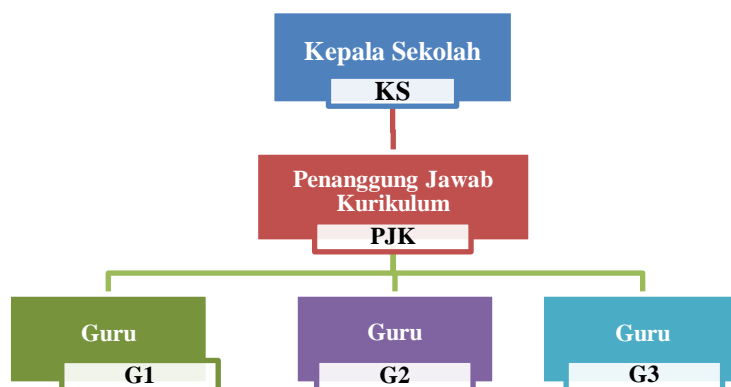 Kepala Sekolah
KS
Penanggung Jawab
Kurikulum
PJK
Guru
G1
Guru
G2
Guru
G3